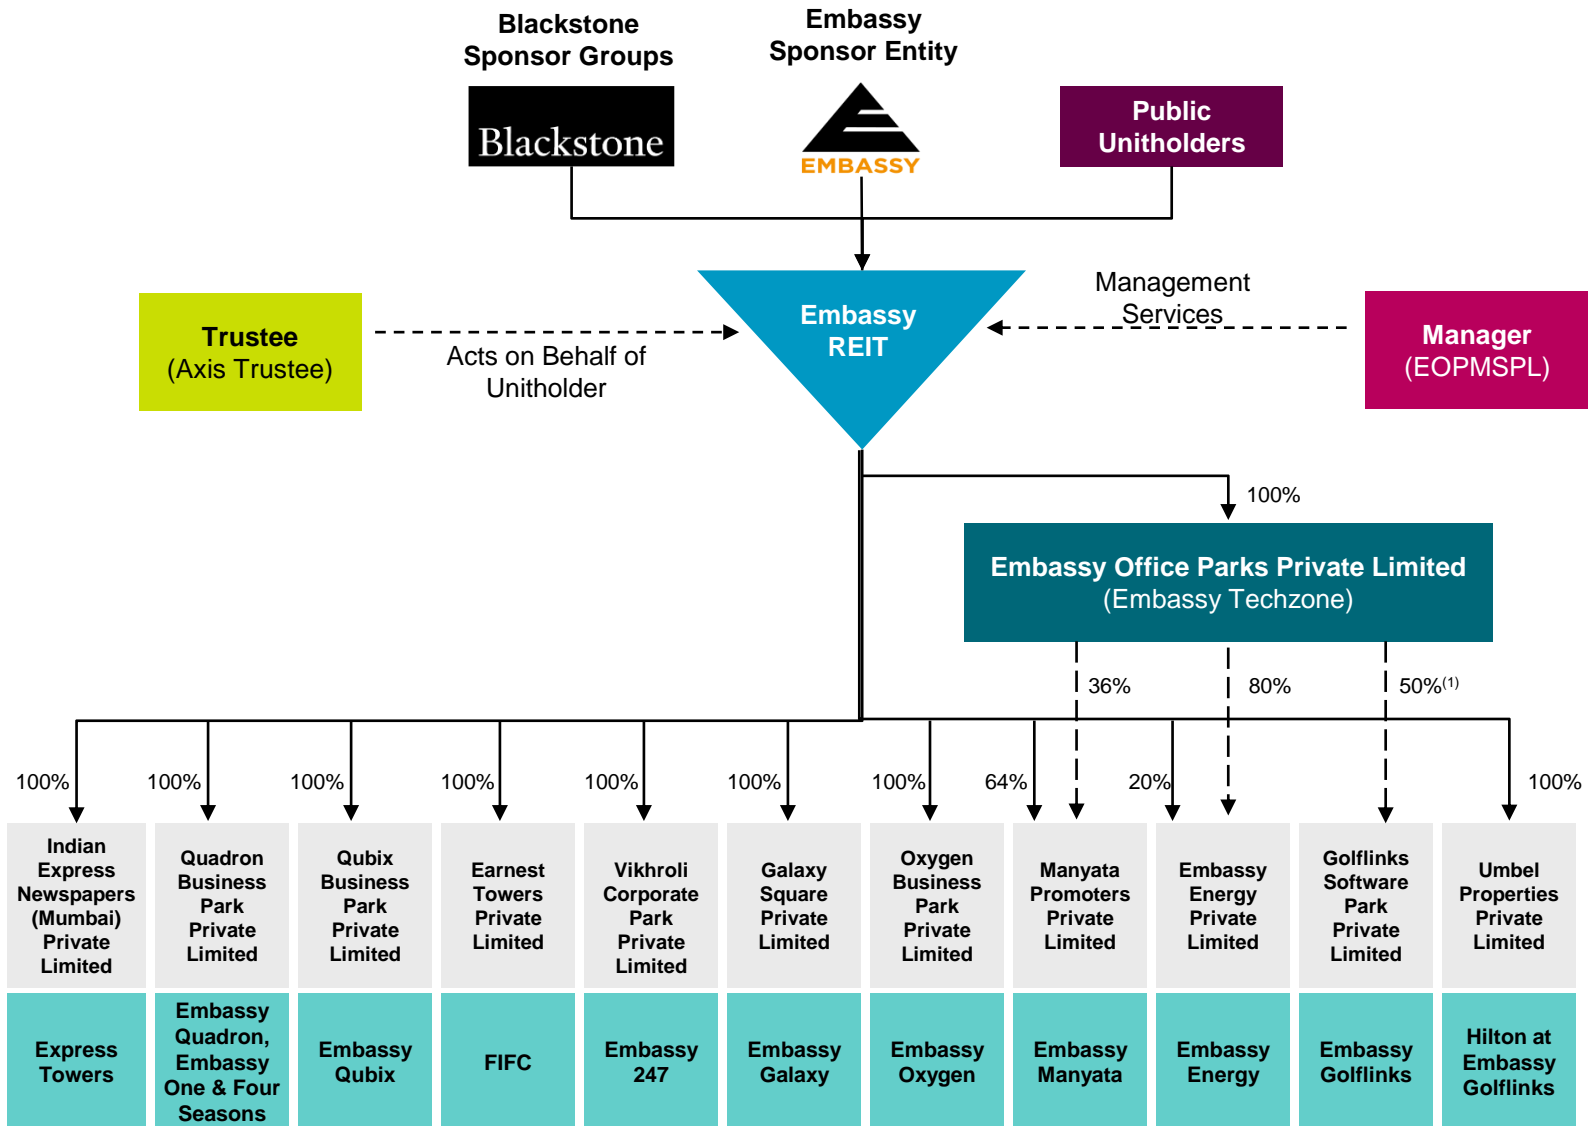 Blackstone
Sponsor Groups
Embassy
Sponsor Entity
Blackstone
EMBASSY
Public
Unitholders
Trustee
(Axis Trustee)
Acts on Behalf of
Unitholder
Embassy
REIT
Management
Services
Manager
(EOPMSPL)
100%
Embassy Office Parks Private Limited
(Embassy Techzone)
36%
80%
50%(1)
100%
100%
100%
100%
100%
100%
100%
64%
20%
100%
Indian
Express
Newspapers
(Mumbai)
Private
Limited
Quadron
Business
Park
Private
Limited
Qubix
Business
Park
Private
Limited
Earnest
Towers
Private
Limited
Vikhroli
Corporate
Park
Private
Limited
Galaxy
Square
Private
Limited
Oxygen
Business
Park
Private
Limited
Manyata
Promoters
Private
Limited
Embassy
Energy
Private
Limited
Golflinks
Software
Park
Private
Limited
Umbel
Properties
Private
Limited
Express
Towers
Embassy
Quadron,
Embassy
One & Four
Seasons
Embassy
Qubix
FIFC
Embassy
247
Embassy
Galaxy
Embassy
Oxygen
Embassy
Manyata
Embassy
Energy
Embassy
Golflinks
Hilton at
Embassy
Golflinks